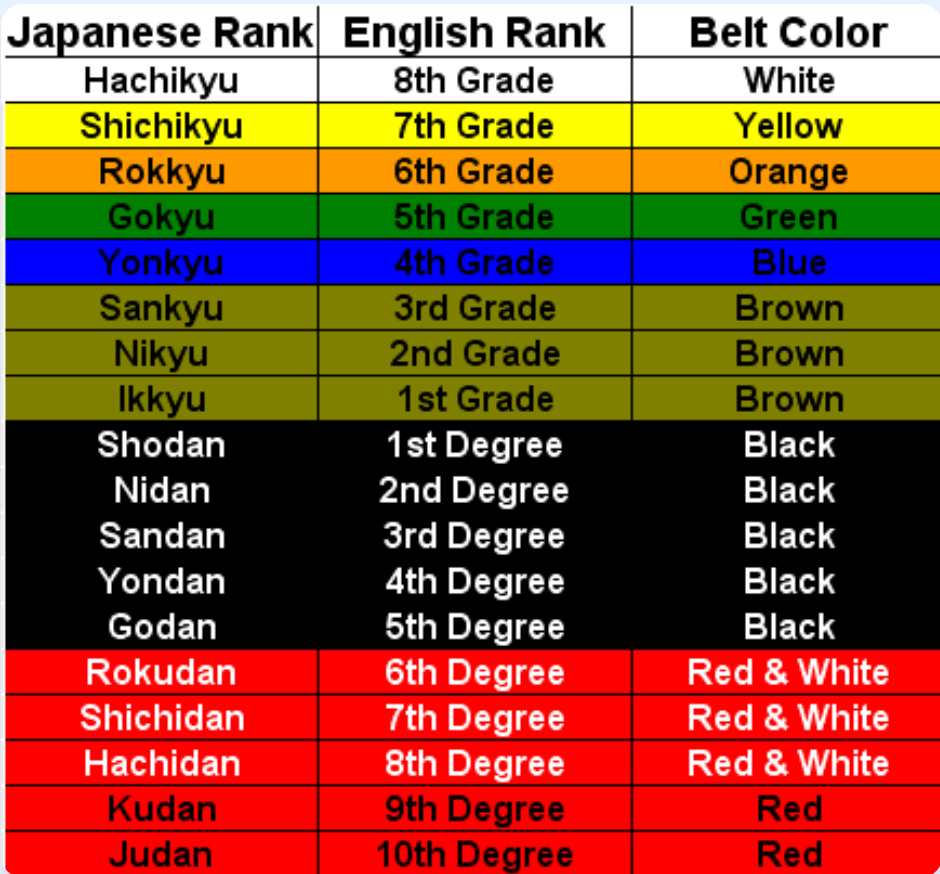 Japanese Rank English Rank Belt Color
Hachikyu 8th Grade White
Shichikyu 7th Grade Yellow
Rokkyu 6th Grade Orange
Gokyu 5th Grade Green
Yonkyu 4th Grade Blue
Sankyu 3rd Grade Brown
Nikyu 2nd Grade Brown
Ikkyu 1st Grade Brown
Shodan 1st Degree Black
Nidan 2nd Degree Black
Sandan 3rd Degree Black
Yondan 4th Degree Black
Godan 5th Degree Black
Rokudan 6th Degree Red & White
Shichidan 7th Degree Red & White
Hachidan 8th Degree Red & White
Kudan 9th Degree Red
Judan 10th Degree Red